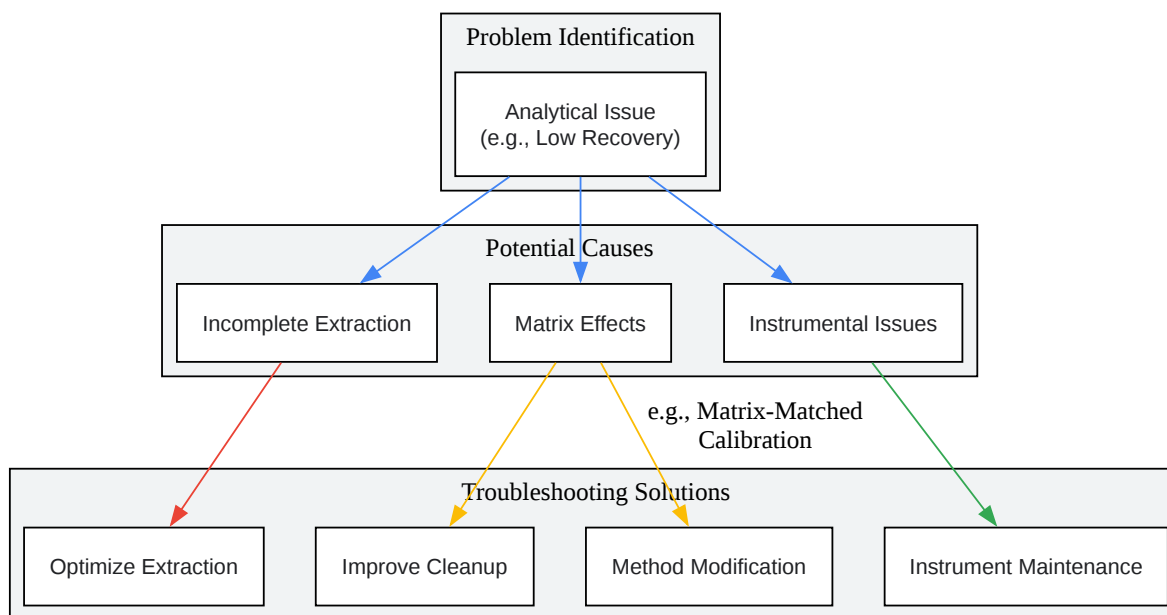 Problem Identification
Analytical Issue
(e.g., Low Recovery)
Potential Causes
Incomplete Extraction
Matrix Effects
Instrumental Issues
e.g., Matrix-Matched
Calibration
Troubleshooting Solutions
Optimize Extraction
Improve Cleanup
Method Modification
Instrument Maintenance